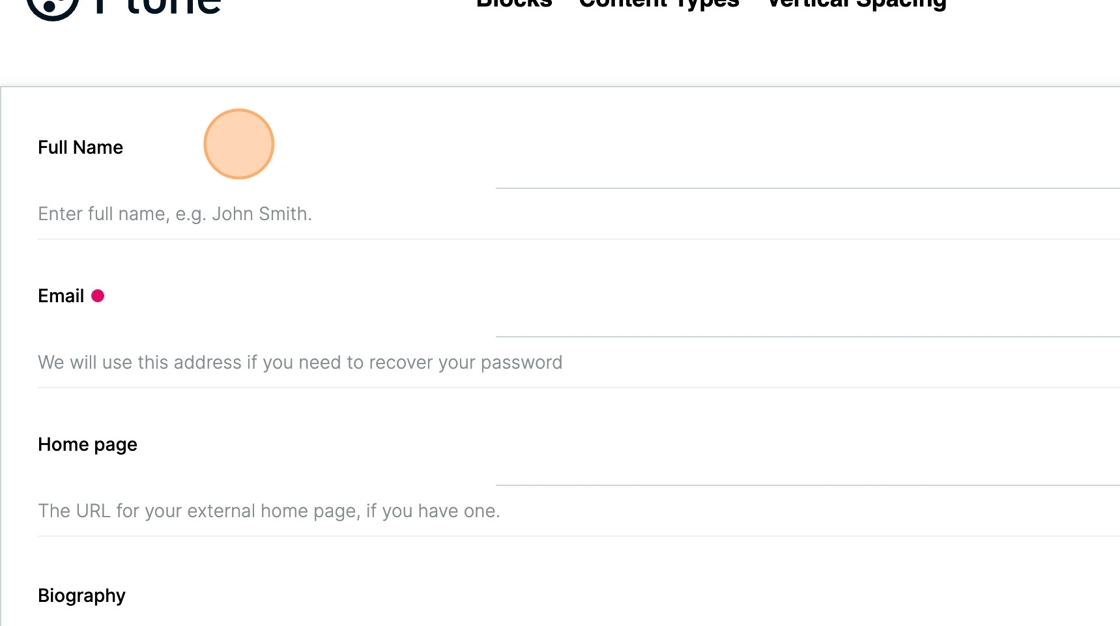 Plone
Blocks Content Types Vertical Spacing
Full Name
Enter full name, e.g. John Smith.
Email
We will use this address if you need to recover your password
Home page
The URL for your external home page, if you have one.
Biography